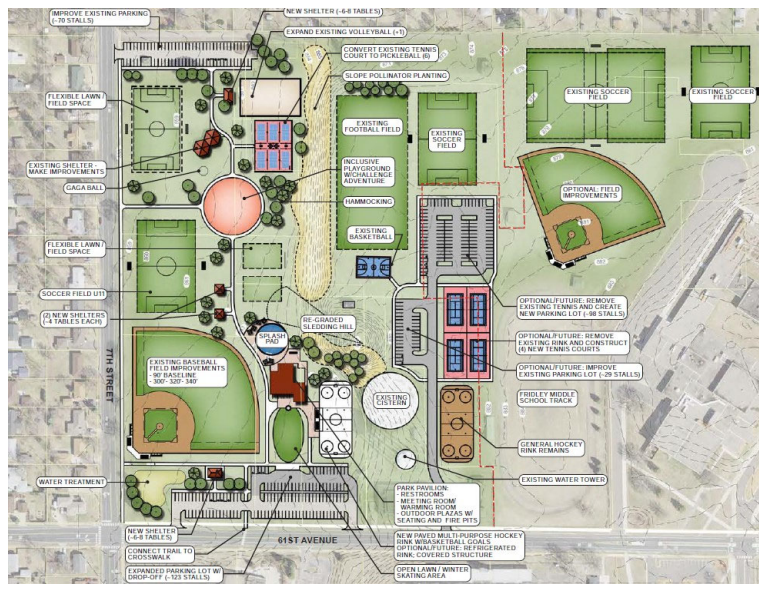 IMPROVE EXISTING PARKING
(~70 STALLS)
NEW SHELTER (~6-8 TABLES)
EXPAND EXISTING VOLLEYBALL (+1)
CONVERT EXISTING TENNIS
COURT TO PICKLEBALL (6)
SLOPE POLLINATOR PLANTING
FLEXIBLE LAWN /
FIELD SPACE
EXISTING
FOOTBALL FIELD
EXISTING
SOCCER
FIELD
EXISTING SOCCER
FIELD
EXISTING SOCCER
FIELD
EXISTING SHELTER -
MAKE IMPROVEMENTS
GAGA BALL
INCLUSIVE
PLAYGROUND
W/CHALLENGE
ADVENTURE
HAMMOCKING
OPTIONAL: FIELD
IMPROVEMENTS
EXISTING
BASKETBALL
FLEXIBLE LAWN /
FIELD SPACE
SOCCER FIELD U11
(2) NEW SHELTERS
(~4 TABLES EACH)
RE-GRADED
SLEDDING HILL
SPLASH
PAD
OPTIONAL/FUTURE: REMOVE
EXISTING TENNIS AND CREATE
NEW PARKING LOT (~98 STALLS)
OPTIONAL/FUTURE: REMOVE
EXISTING RINK AND CONSTRUCT
(4) NEW TENNIS COURTS
OPTIONAL/FUTURE: IMPROVE
EXISTING PARKING LOT (~29 STALLS)
7TH STREET
EXISTING BASEBALL
FIELD IMPROVEMENTS
- 90' BASELINE
- 300'- 320'- 340'
EXISTING
CISTERN
FRIDLEY MIDDLE
SCHOOL TRACK
GENERAL HOCKEY
RINK REMAINS
EXISTING WATER TOWER
WATER TREATMENT
PARK PAVILION:
- RESTROOMS
- MEETING ROOM/
WARMING ROOM
- OUTDOOR PLAZAS W/
SEATING AND FIRE PITS
NEW SHELTER
(~6-8 TABLES)
CONNECT TRAIL TO
CROSSWALK
EXPANDED PARKING LOT W/
DROP-OFF (~123 STALLS)
61ST AVENUE
NEW PAVED MULTI-PURPOSE HOCKEY
RINK W/BASKETBALL GOALS
OPTIONAL/FUTURE: REFRIGERATED
RINK; COVERED STRUCTURE
OPEN LAWN / WINTER
SKATING AREA